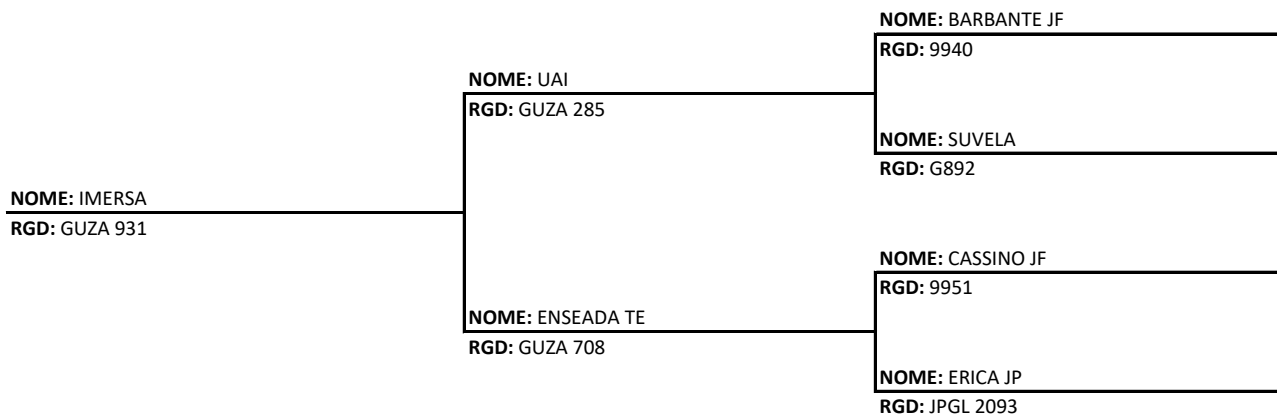 NOME: BARBANTE JF
RGD: 9940
NOME: UAI
RGD: GUZA 285
NOME: SUVELA
RGD: G892
NOME: IMERSA
RGD: GUZA 931
NOME: CASSINO JF
RGD: 9951
NOME: ENSEADA TE
RGD: GUZA 708
NOME: ERICA JP
RGD: JPGL 2093